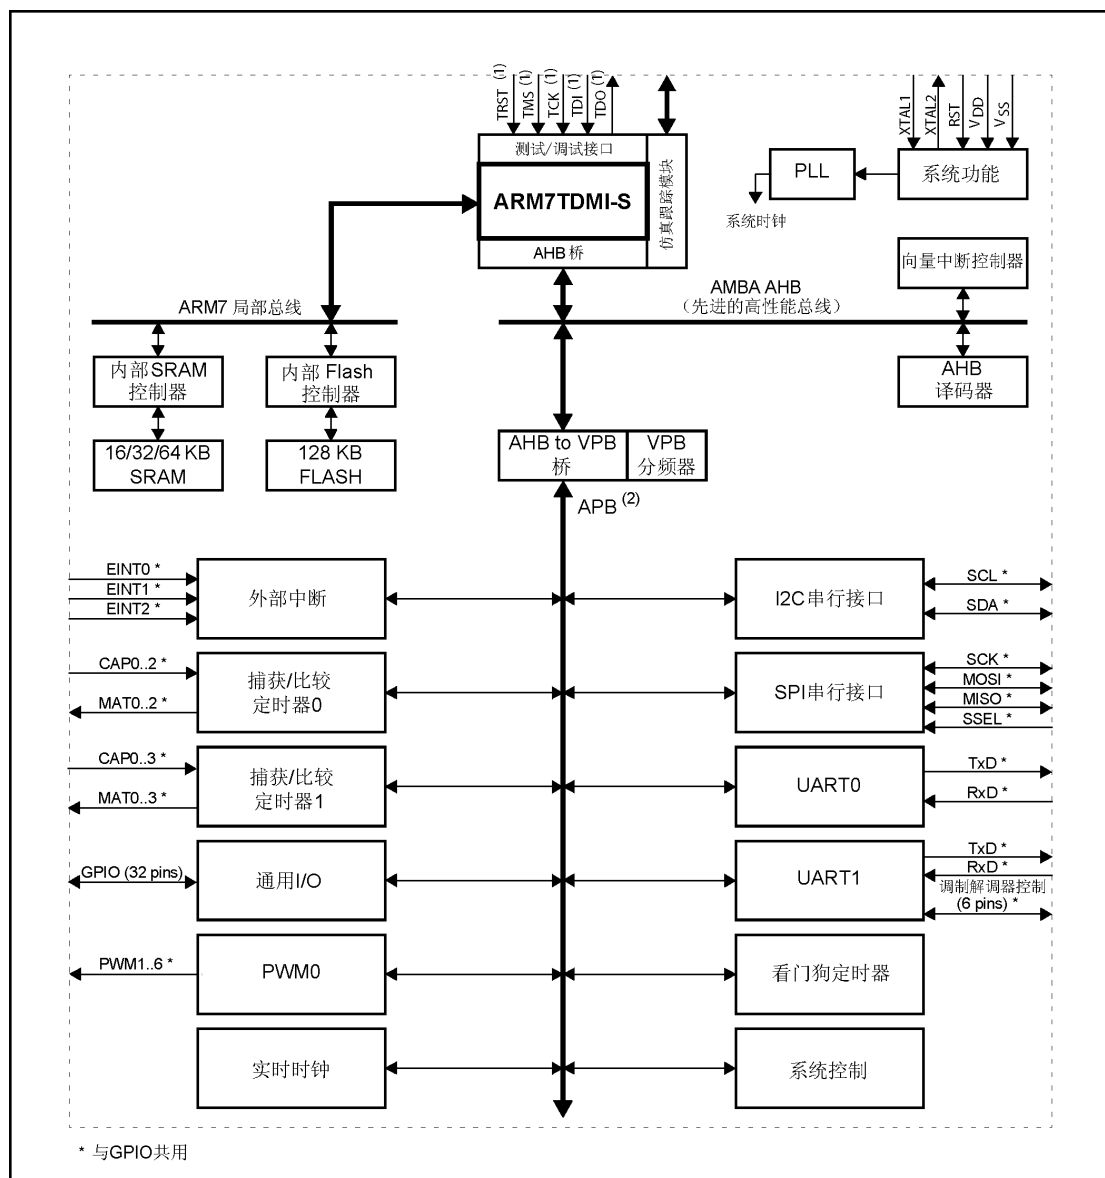 TRST (1)
TMS (1)
TCK (1)
TDI (1)
TDO (1)
XTAL1
XTAL2
RST
VDD
VSS
测试/调试接口
ARM7TDMI-S
AHB 桥
仿真跟踪模块
PLL
系统功能
系统时钟
向量中断控制器
ARM7 局部总线
AMBA AHB
(先进的高性能总线)
内部SRAM
控制器
内部 Flash
控制器
AHB
译码器
16/32/64 KB
SRAM
128 KB
FLASH
AHB to VPB
桥
VPB
分频器
APB (2)
EINT0 *
EINT1 *
EINT2 *
外部中断
I2C串行接口
SCL *
SDA *
CAP0..2 *
MAT0..2 *
捕获/比较
定时器0
SPI串行接口
SCK *
MOSI *
MISO *
SSEL *
CAP0..3 *
MAT0..3 *
捕获/比较
定时器1
UART0
TxD *
RxD *
GPIO (32 pins)
通用I/O
UART1
TxD *
RxD *
调制解调器控制
(6 pins) *
PWM1..6 *
PWM0
看门狗定时器
实时时钟
系统控制
* 与GPIO共用